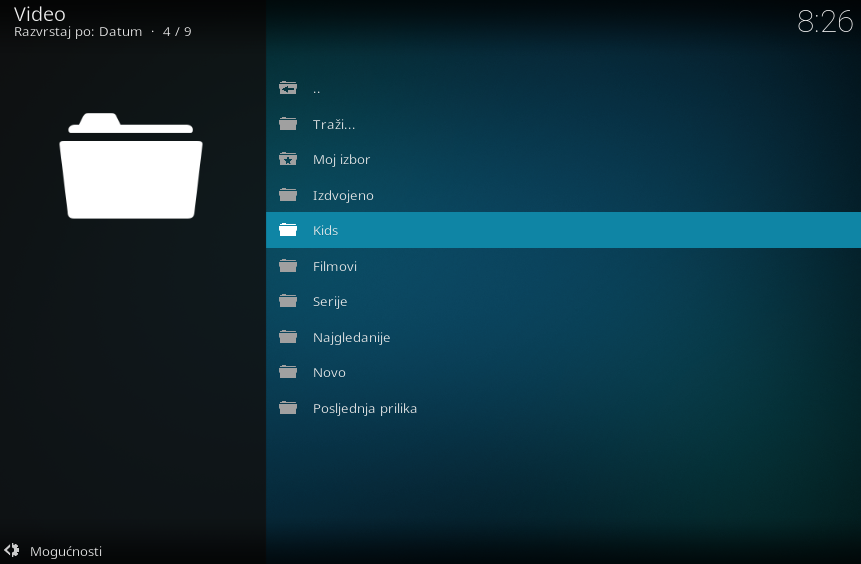 Video
Razvrstaj po: Datum · 4 / 9
8:26
..
Traži...
Moj izbor
Izdvojeno
Kids
Filmovi
Serije
Najgledanije
Novo
Posljednja prilika
Mogućnosti